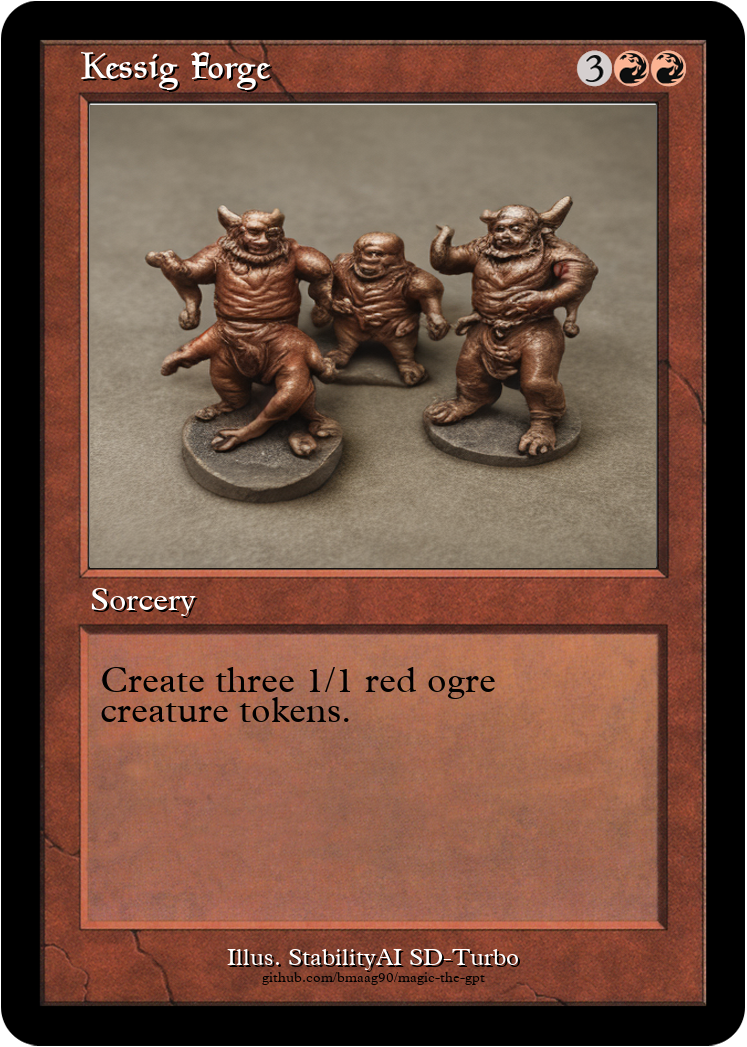 Kessig Forge 3
Sorcery
Create three 1/1 red ogre
creature tokens.
Illus. StabilityAI SD-Turbo
github.com/bmaag90/magic-the-gpt